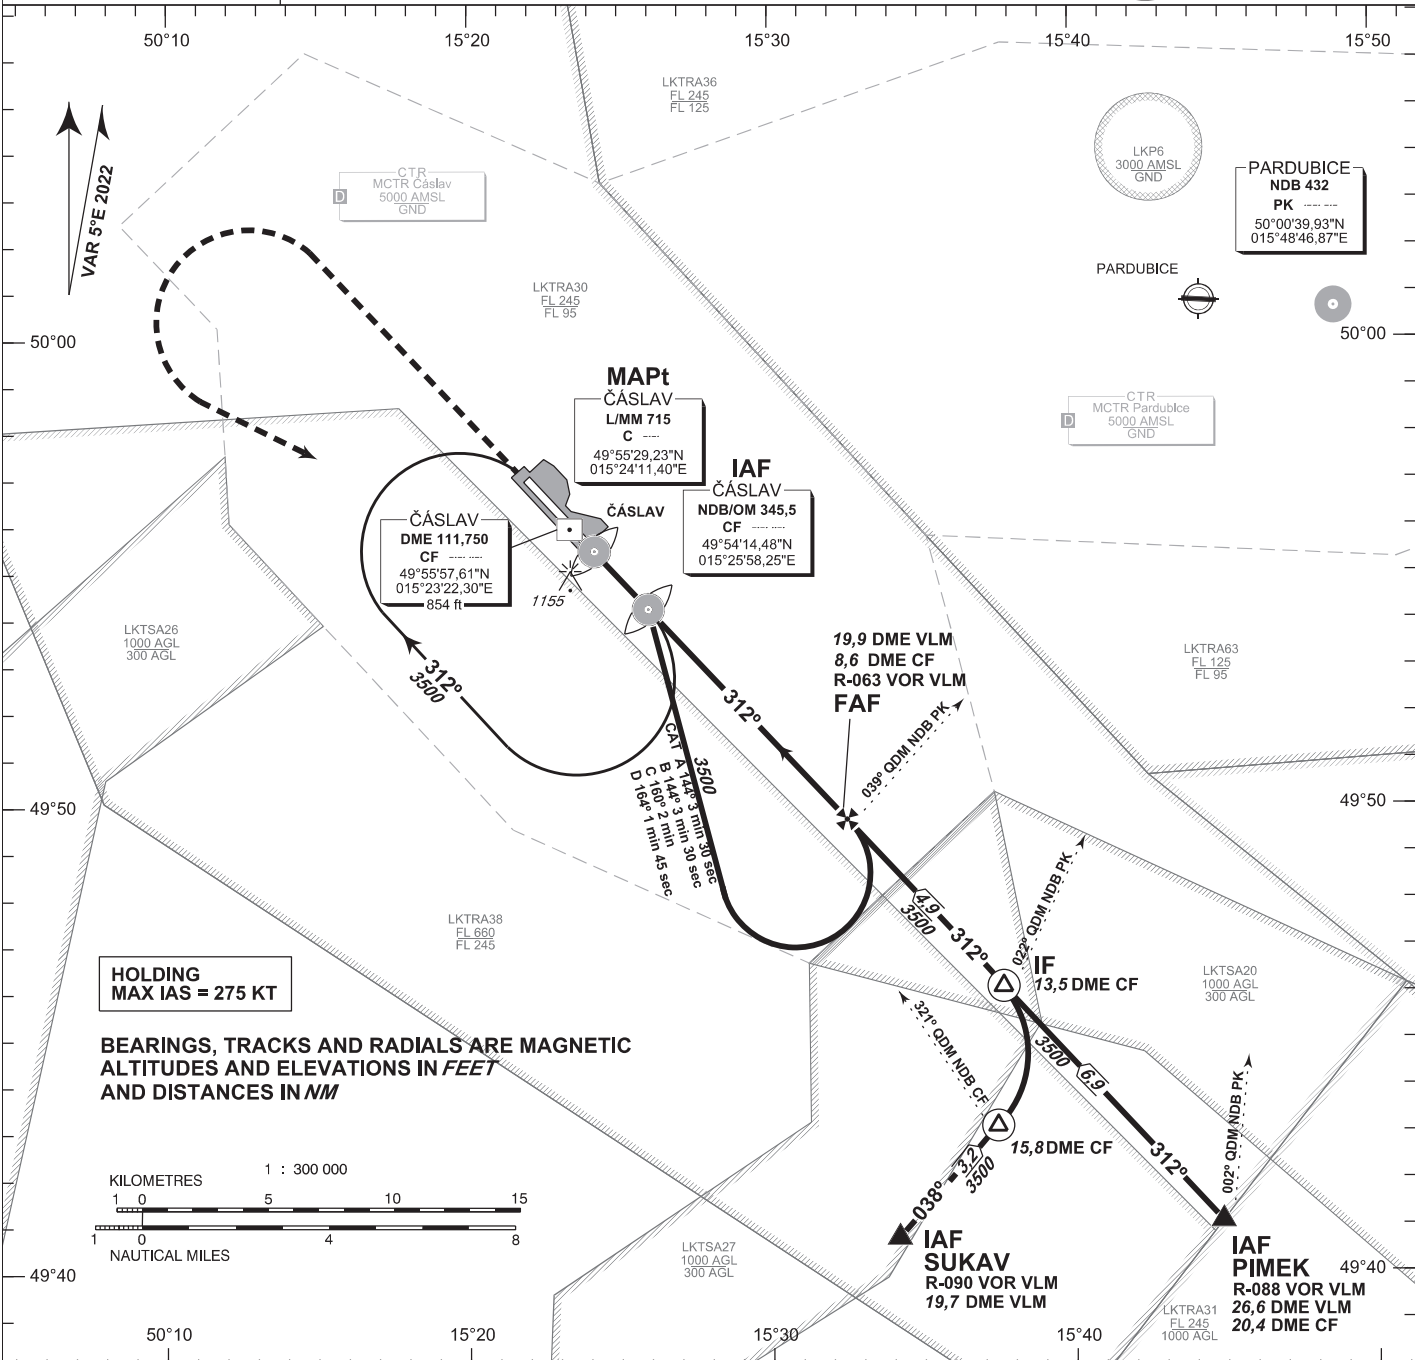 50°10' 15°20' 15°30' 15°40' 15°50'
LKTRA36
FL 245
FL 125
LKP6
3000 AMSL
GND
PARDUBICE
NDB 432
PK
50°00'39,93"N
015°48'46,87"E
CTR
MCTR Čáslav
5000 AMSL
GND
D
VAR 5°E 2022
PARDUBICE
LKTRA30
FL 245
FL 95
50°00' 50°00'
MAPt
ČÁSLAV
L/MM 715
C
49°55'29,23"N
015°24'11,40"E
CTR
MCTR Pardubice
5000 AMSL
GND
D
IAF
ČÁSLAV
NDB/OM 345,5
CF
49°54'14,48"N
015°25'58,25"E
ČÁSLAV
ČÁSLAV
DME 111,750
CF
49°55'57,61"N
015°23'22,30"E
854 ft
1155
LKTSA26
1000 AGL
300 AGL
19,9 DME VLM
8,6 DME CF
R-063 VOR VLM
FAF
LKTRA63
FL 125
FL 95
312°
3500
312°
039° QDM NDB PK
3500
CAT A 144° 3 min 30 sec
B 144° 3 min 30 sec
C 160° 2 min
D 164° 1 min 45 sec
49°50' 49°50'
4,9
3500
312°
022° QDM NDB PK
LKTRA38
FL 660
FL 245
IF
13,5 DME CF
LKTSA20
1000 AGL
300 AGL
HOLDING
MAX IAS = 275 KT
321° QDM NDB CF
3500
6,9
BEARINGS, TRACKS AND RADIALS ARE MAGNETIC
ALTITUDES AND ELEVATIONS IN FEET
AND DISTANCES IN NM
15,8 DME CF
002° QDM NDB PK
312°
3,2
3500
038°
1 : 300 000
KILOMETRES
1 0 5 10 15
1 0 4 8
NAUTICAL MILES
LKTSA27
1000 AGL
300 AGL
IAF
SUKAV
R-090 VOR VLM
19,7 DME VLM
IAF
PIMEK
R-088 VOR VLM
26,6 DME VLM
20,4 DME CF
49°40' 49°40'
LKTRA31
FL 245
1000 AGL
50°10' 15°20' 15°30' 15°40'